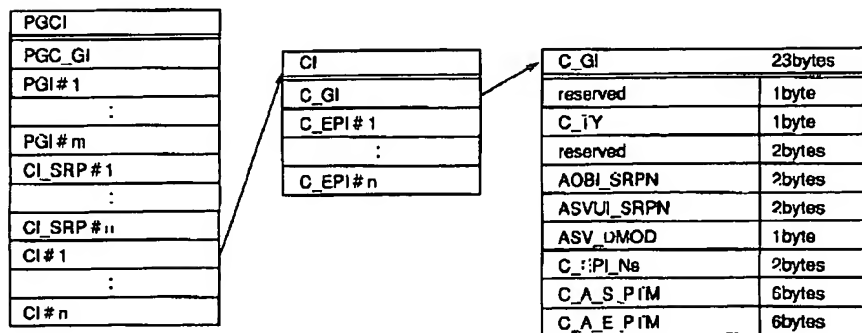 PGCI
PGC_GI
PGI#1
:
PGI#m
CI_SRP#1
:
CI_SRP#n
CI#1
:
CI#n
CI
C_GI
C_EPI#1
:
C_EPI#n
C_GI 23bytes
reserved 1byte
C_TY 1byte
reserved 2bytes
AOBI_SRPN 2bytes
ASVUI_SRPN 2bytes
ASV_DMOD 1byte
C_EPI_Ns 2bytes
C_A_S_PTM 6bytes
C_A_E_PTM 6bytes